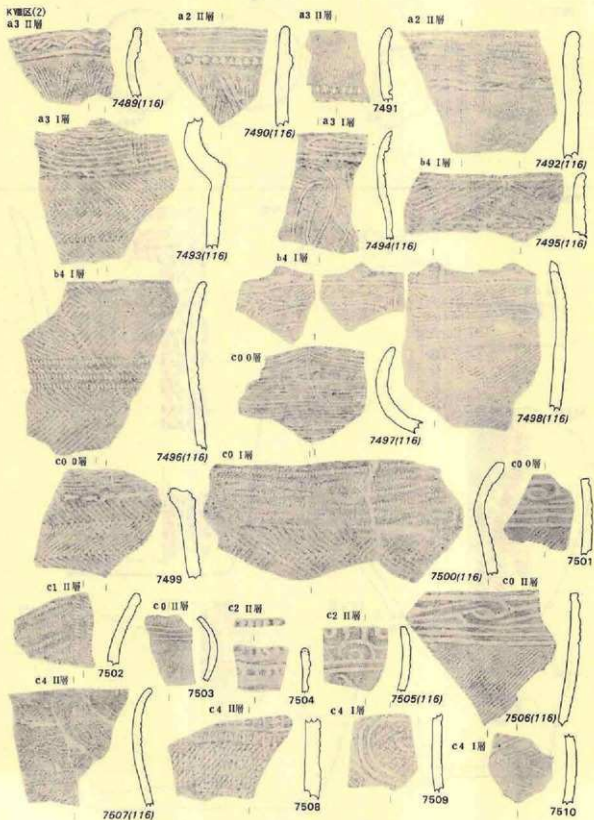 KⅧ区(2)
a3 Ⅱ層
a2 Ⅱ層
a3 Ⅱ層
a2 Ⅱ層
7489(116)
7490(116)
7491
7492(116)
a3 Ⅰ層
a3 Ⅰ層
b4 Ⅰ層
7493(116)
7494(116)
7495(116)
b4 Ⅰ層
b4 Ⅰ層
c0 0層
7496(116)
7497(116)
7498(116)
c0 0層
c0 Ⅰ層
c0 0層
7499
7500(116)
7501
c1 Ⅱ層
c0 Ⅱ層
c2 Ⅱ層
c2 Ⅱ層
c0 Ⅱ層
7502
7503
7504
7505(116)
7506(116)
c4 Ⅱ層
c4 Ⅱ層
c4 Ⅰ層
c4 Ⅰ層
7507(116)
7508
7509
7510